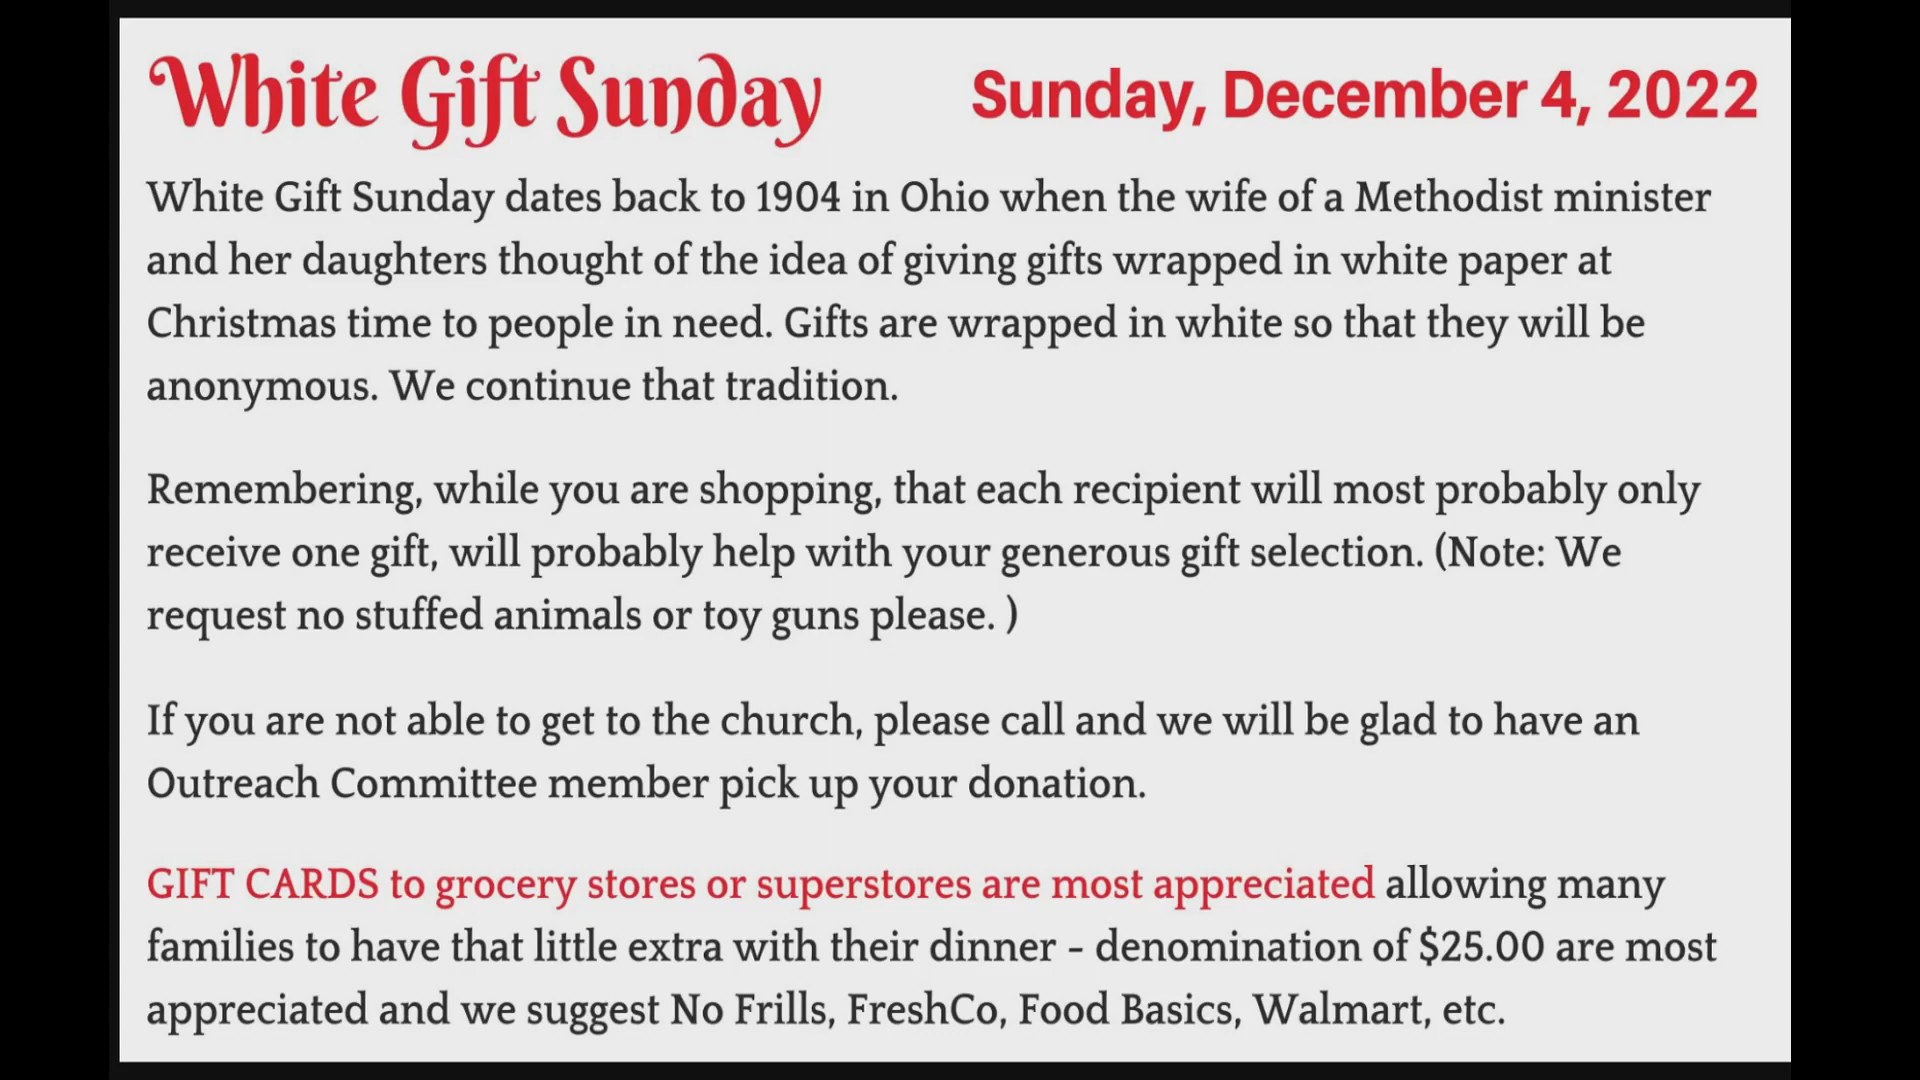 White Gift Sunday Sunday, December 4, 2022
White Gift Sunday dates back to 1904 in Ohio when the wife of a Methodist minister
and her daughters thought of the idea of giving gifts wrapped in white paper at
Christmas time to people in need. Gifts are wrapped in white so that they will be
anonymous. We continue that tradition.
Remembering, while you are shopping, that each recipient will most probably only
receive one gift, will probably help with your generous gift selection. (Note: We
request no stuffed animals or toy guns please. )
If you are not able to get to the church, please call and we will be glad to have an
Outreach Committee member pick up your donation.
GIFT CARDS to grocery stores or superstores are most appreciated allowing many
families to have that little extra with their dinner - denomination of $25.00 are most
appreciated and we suggest No Frills, FreshCo, Food Basics, Walmart, etc.